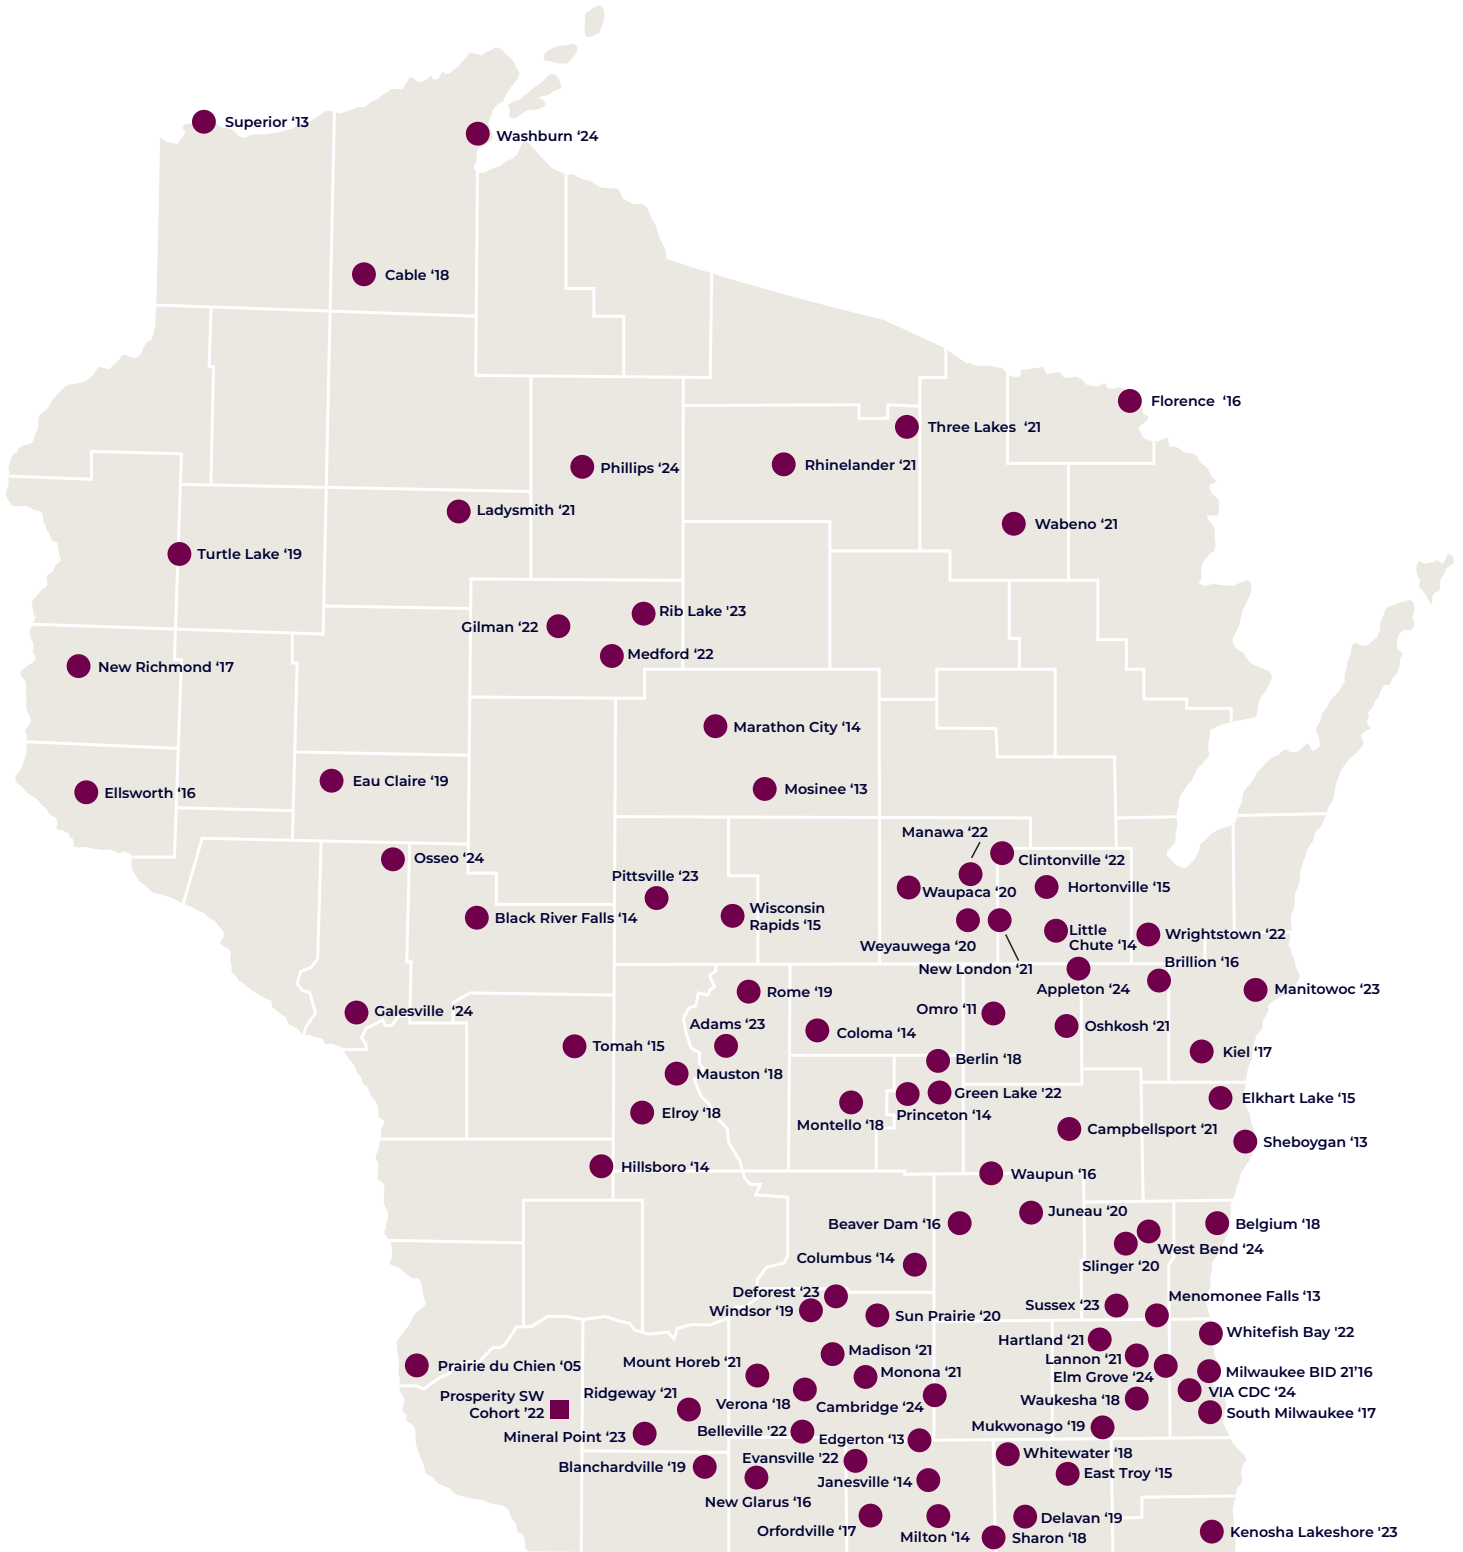 Superior ‘13
Washburn ‘24
Cable ‘18
Florence ‘16
Three Lakes ‘21
Phillips ‘24
Rhinelander ‘21
Ladysmith ‘21
Wabeno ‘21
Turtle Lake ‘19
Rib Lake '23
Gilman ‘22
Medford ‘22
New Richmond ‘17
Marathon City ‘14
Eau Claire ‘19
Mosinee ‘13
Ellsworth ‘16
Manawa ‘22
Osseo ‘24
Clintonville ‘22
Pittsville ‘23
Waupaca ‘20
Hortonville ‘15
Black River Falls ‘14
Wisconsin
Rapids ‘15
Little
Chute ‘14
Wrightstown ‘22
Weyauwega ‘20
New London ‘21
Brillion ‘16
Appleton ‘24
Manitowoc ‘23
Rome ‘19
Galesville ‘24
Omro ‘11
Adams ‘23
Coloma ‘14
Oshkosh ‘21
Tomah ‘15
Kiel ‘17
Berlin ‘18
Mauston ‘18
Green Lake '22
Elkhart Lake ‘15
Elroy ‘18
Princeton ‘14
Montello ‘18
Campbellsport ‘21
Sheboygan ‘13
Hillsboro ‘14
Waupun ‘16
Juneau ‘20
Beaver Dam ‘16
Belgium ‘18
West Bend ‘24
Columbus ‘14
Slinger ‘20
Deforest ‘23
Menomonee Falls ‘13
Windsor ‘19
Sussex ‘23
Sun Prairie ‘20
Whitefish Bay '22
Hartland ‘21
Madison ‘21
Lannon ‘21
Prairie du Chien ‘05
Mount Horeb ‘21
Monona ‘21
Elm Grove ‘24
Milwaukee BID 21’16
Prosperity SW
Cohort ’22
Ridgeway ‘21
Verona ‘18
Cambridge ‘24
Waukesha ‘18
VIA CDC ‘24
South Milwaukee ‘17
Mineral Point ‘23
Belleville '22
Edgerton ‘13
Mukwonago ‘19
Blanchardville ‘19
Evansville '22
Whitewater ‘18
New Glarus ‘16
Janesville ‘14
East Troy ‘15
Orfordville ‘17
Milton ‘14
Delavan ‘19
Sharon ‘18
Kenosha Lakeshore '23